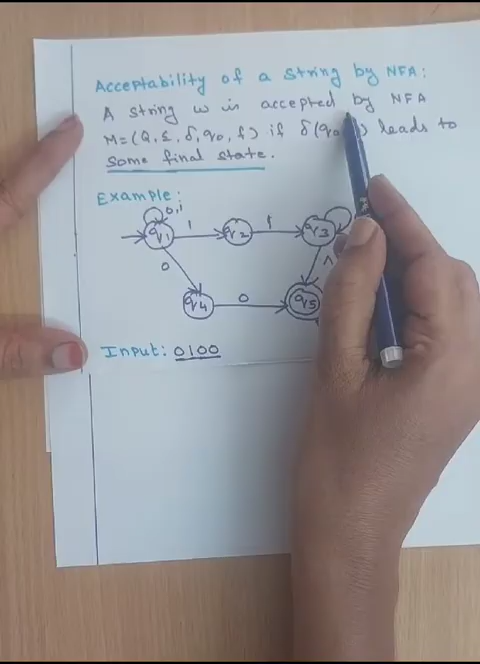 Acceptability of a string by NFA:
A string w is accepted by NFA
M=(Q, Σ, δ, q0, f) if δ(q0 ) leads to
some final state.
Example:
0,1
q1 1 q2 1 q3
0 ^
q4 0 q5
Input: 0100